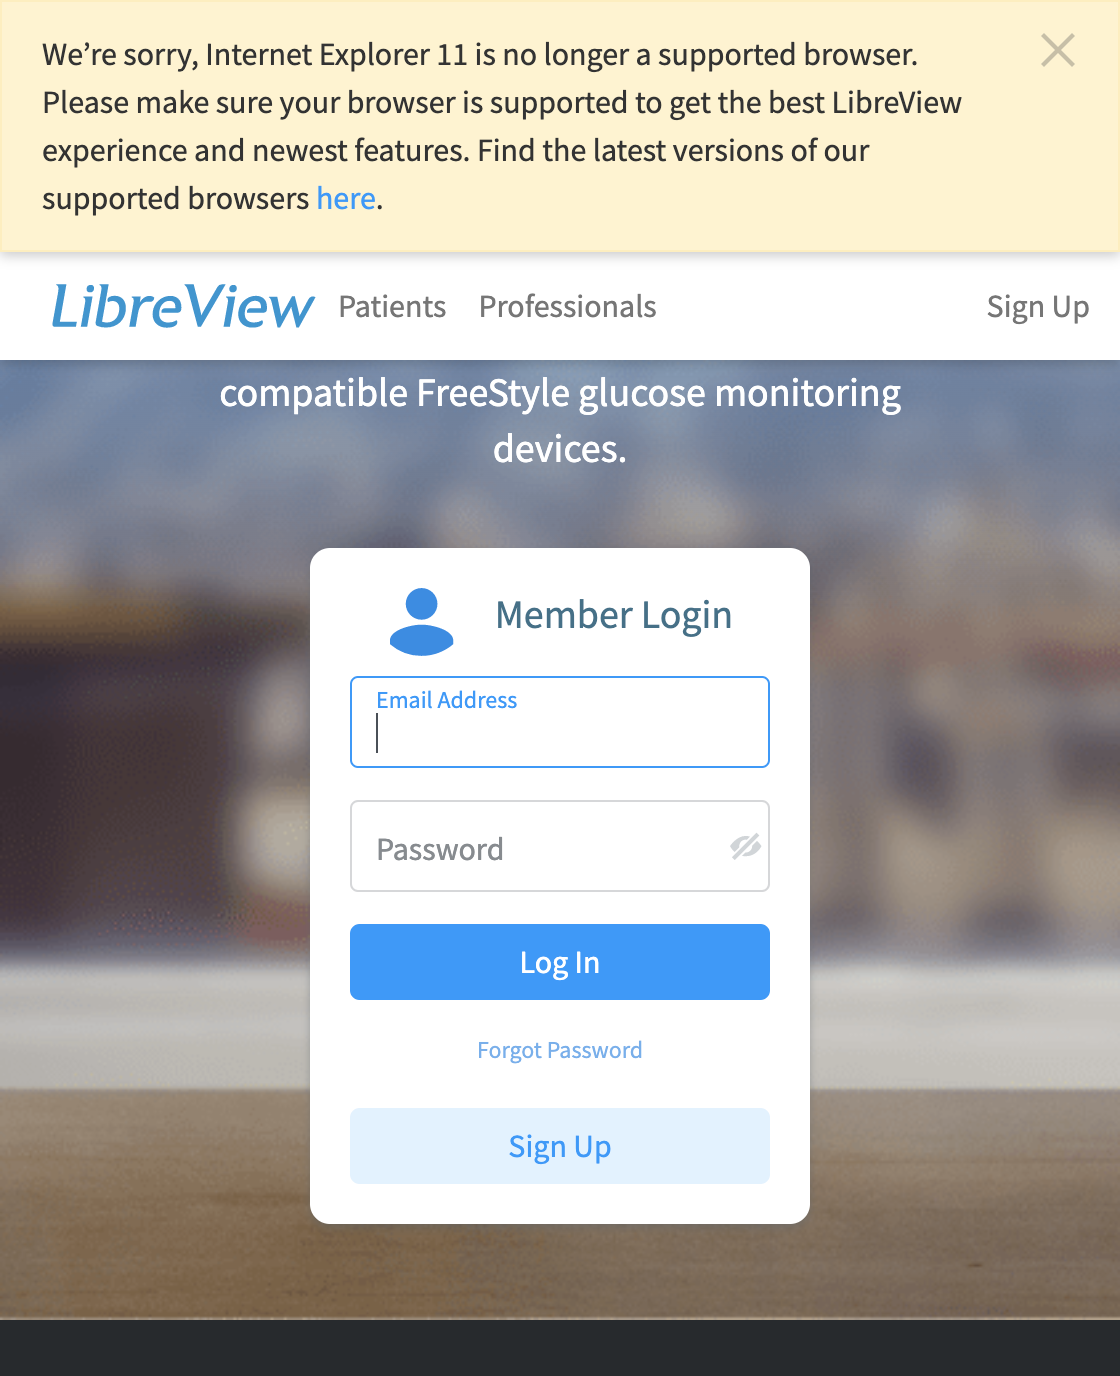 We’re sorry, Internet Explorer 11 is no longer a supported browser.
Please make sure your browser is supported to get the best LibreView
experience and newest features. Find the latest versions of our
supported browsers here.
LibreView Patients Professionals Sign Up
compatible FreeStyle glucose monitoring
devices.
Member Login
Email Address
Password
Log In
Forgot Password
Sign Up